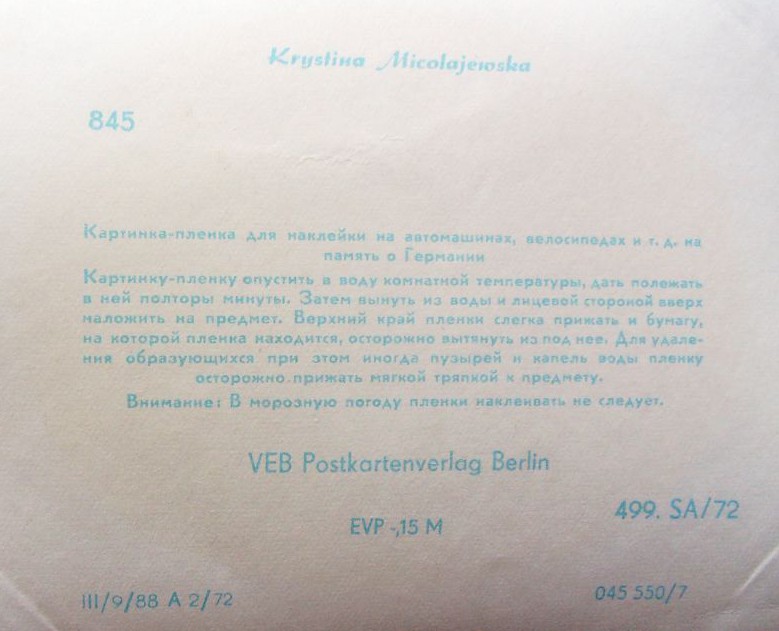 Krystina Micolajewska
845
Картинка-пленка для наклейки на автомашинах, велосипедах и т. д. на
память о Германии
Картинку-пленку опустить в воду комнатной температуры, дать полежать
в ней полторы минуты. Затем вынуть из воды и лицевой стороной вверх
наложить на предмет. Верхний край пленки слегка прижать и бумагу,
на которой пленка находится, осторожно вытянуть из под нее. Для удале-
ния образующихся при этом иногда пузырей и капель воды пленку
осторожно прижать мягкой тряпкой к предмету.
Внимание: В морозную погоду пленки наклеивать не следует.
VEB Postkartenverlag Berlin
499. SA/72
EVP -,15 M
III/9/88 A 2/72
045 550/7